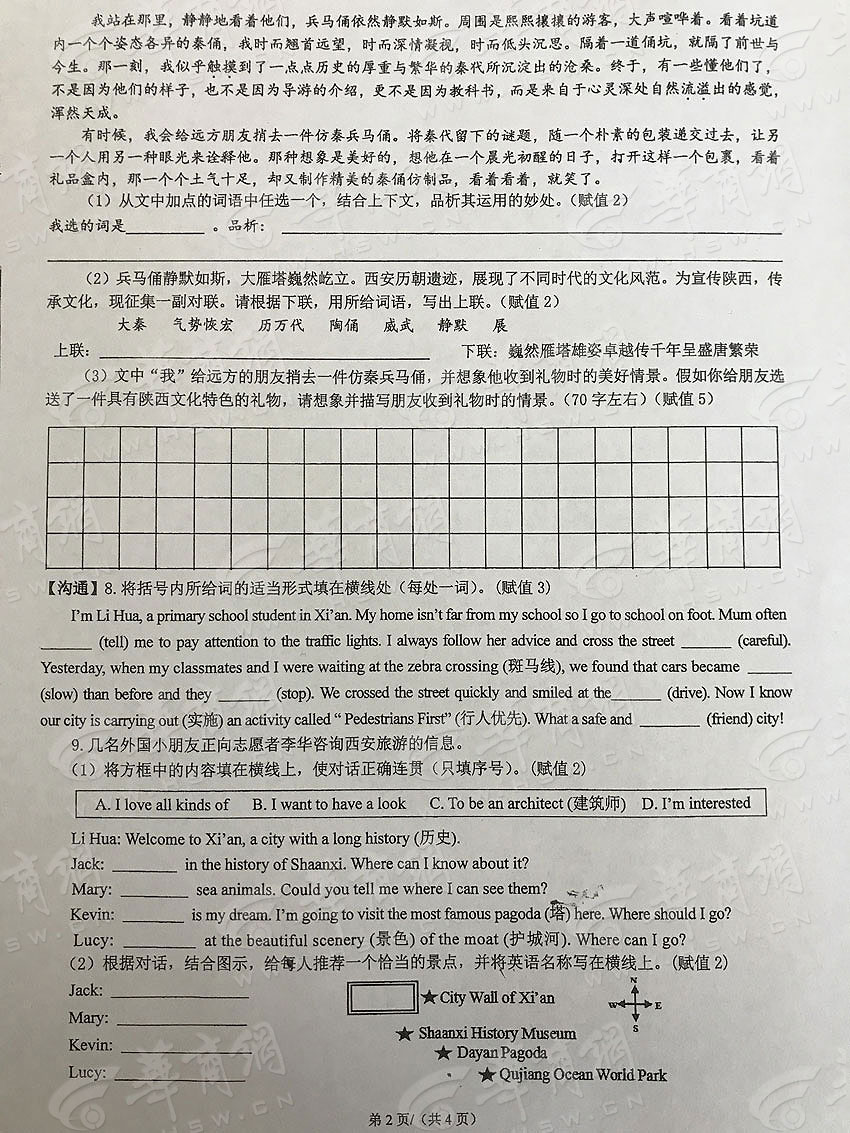 我站在那里，静静地看着他们，兵马俑依然静默如斯。周围是熙熙攘攘的游客，大声喧哗着。看着坑道
内一个个姿态各异的秦俑，我时而翘首远望，时而深情凝视，时而低头沉思。隔着一道俑坑，就隔了前世与
今生。那一刻，我似乎触摸到了一点点历史的厚重与繁华的秦代所沉淀出的沧桑。终于，有一些懂他们了，
不是因为他们的样子，也不是因为导游的介绍，更不是因为教科书，而是来自于心灵深处自然流溢出的感觉，
浑然天成。
有时候，我会给远方朋友捎去一件仿秦兵马俑。将秦代留下的谜题，随一个朴素的包装递交过去，让另
一个人用另一种眼光来诠释他。那种想象是美好的，想他在一个晨光初醒的日子，打开这样一个包裹，看着
礼品盒内，那一个个土气十足，却又制作精美的秦俑仿制品，看着看着，就笑了。
（1）从文中加点的词语中任选一个，结合上下文，品析其运用的妙处。（赋值2）
我选的词是________。品析：________
（2）兵马俑静默如斯，大雁塔巍然屹立。西安历朝遗迹，展现了不同时代的文化风范。为宣传陕西，传
承文化，现征集一副对联。请根据下联，用所给词语，写出上联。（赋值2）
大秦 气势恢宏 历万代 陶俑 威武 静默 展
上联：________ 下联：巍然雁塔雄姿卓越传千年呈盛唐繁荣
（3）文中“我”给远方的朋友捎去一件仿秦兵马俑，并想象他收到礼物时的美好情景。假如你给朋友选
送了一件具有陕西文化特色的礼物，请想象并描写朋友收到礼物时的情景。（70字左右）（赋值5）
【沟通】8.将括号内所给词的适当形式填在横线处（每处一词）。（赋值3）
I'm Li Hua, a primary school student in Xi'an. My home isn't far from my school so I go to school on foot. Mum often
______ (tell) me to pay attention to the traffic lights. I always follow her advice and cross the street ______ (careful).
Yesterday, when my classmates and I were waiting at the zebra crossing (斑马线), we found that cars became ______
(slow) than before and they ______ (stop). We crossed the street quickly and smiled at the______ (drive). Now I know
our city is carrying out (实施) an activity called “ Pedestrians First” (行人优先). What a safe and ______ (friend) city!
9.几名外国小朋友正向志愿者李华咨询西安旅游的信息。
（1）将方框中的内容填在横线上，使对话正确连贯（只填序号）。（赋值2）
A. I love all kinds of B. I want to have a look C. To be an architect (建筑师) D. I'm interested
Li Hua: Welcome to Xi'an, a city with a long history (历史).
Jack: ________ in the history of Shaanxi. Where can I know about it?
Mary: ________ sea animals. Could you tell me where I can see them?
Kevin: ________ is my dream. I'm going to visit the most famous pagoda (塔) here. Where should I go?
Lucy: ________ at the beautiful scenery (景色) of the moat (护城河). Where can I go?
（2）根据对话，结合图示，给每人推荐一个恰当的景点，并将英语名称写在横线上。（赋值2）
Jack: ________
Mary: ________
Kevin: ________
Lucy: ________
★City Wall of Xi'an
N
W E
S
★ Shaanxi History Museum
★ Dayan Pagoda
★ Qujiang Ocean World Park
第2页/（共4页）
华商网
HSW.CN